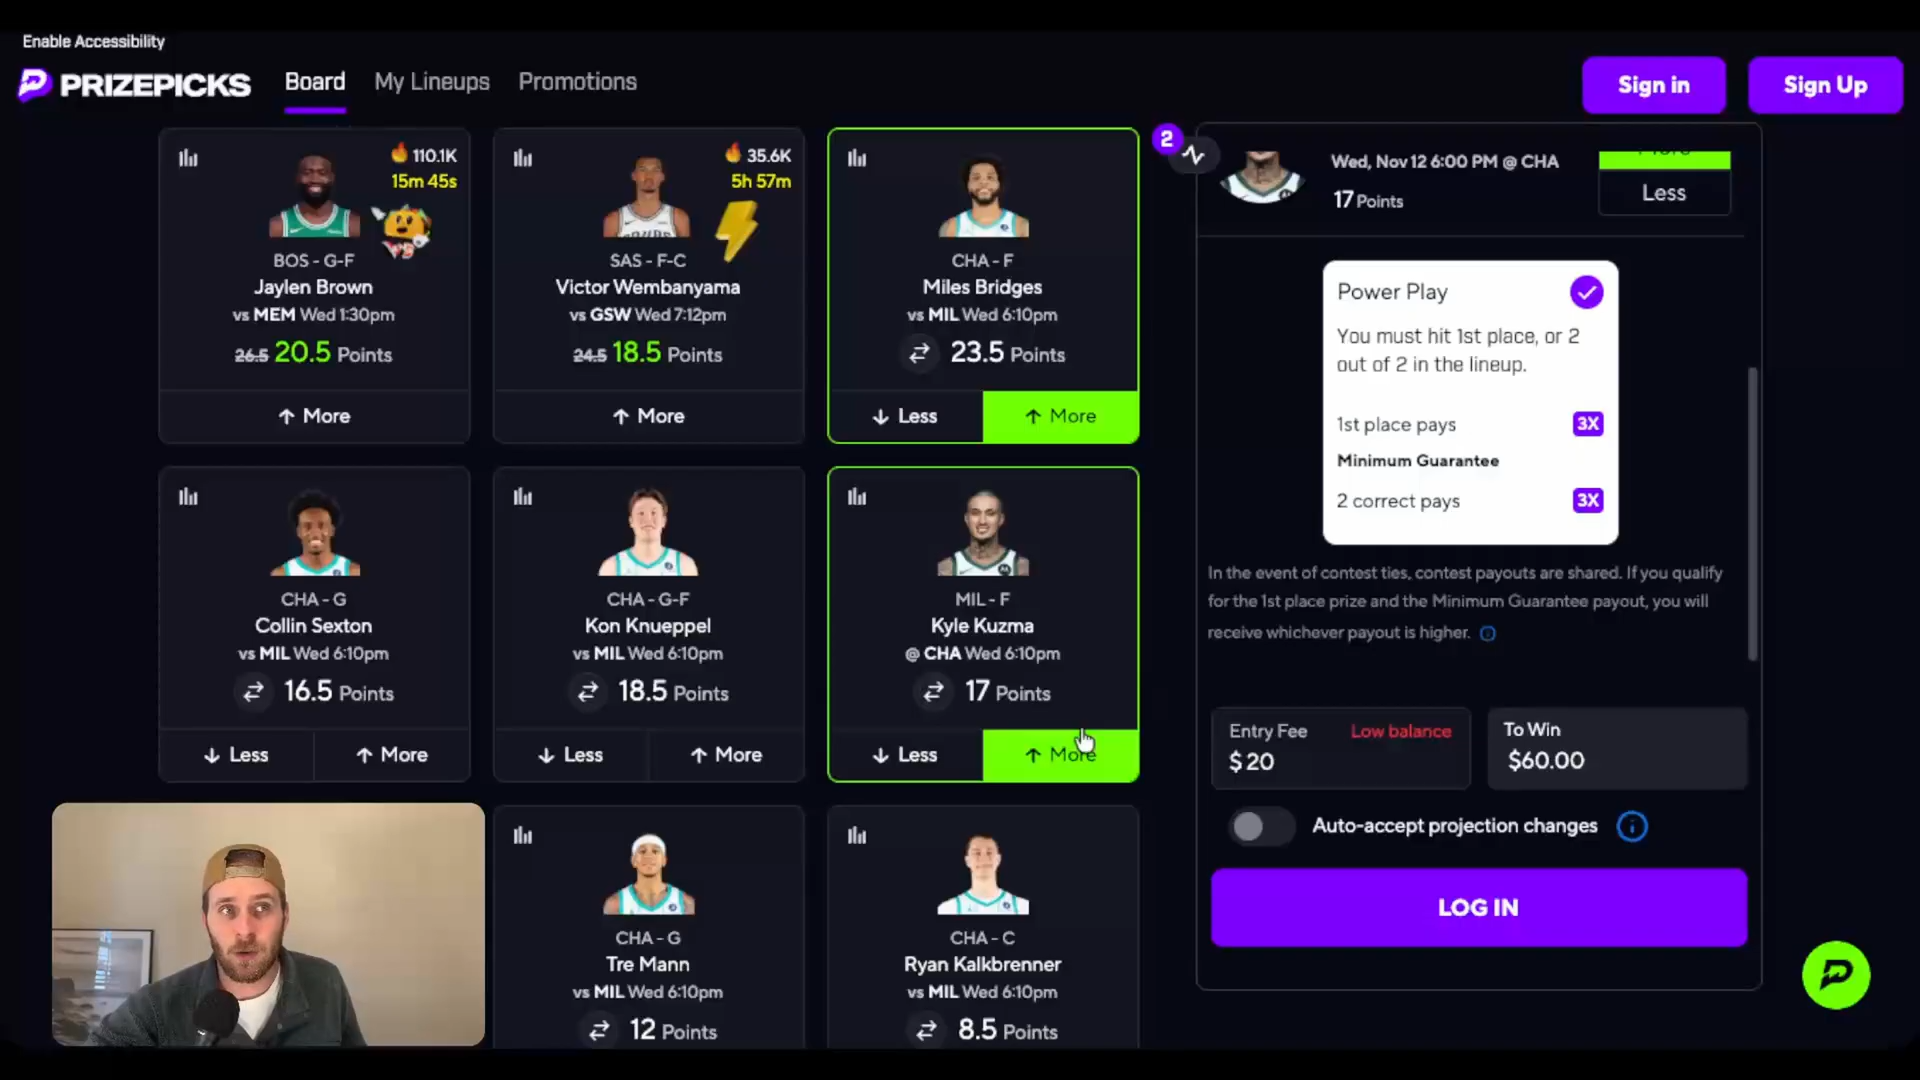 Enable Accessibility
PRIZEPICKS
Board
My Lineups
Promotions
Sign in
Sign Up
110.1K
15m 45s
BOS - G-F
Jaylen Brown
vs MEM Wed 1:30pm
26.5 20.5 Points
More
35.6K
5h 57m
SAS - F-C
Victor Wembanyama
vs GSW Wed 7:12pm
24.5 18.5 Points
More
CHA - F
Miles Bridges
vs MIL Wed 6:10pm
23.5 Points
Less
More
CHA - G
Collin Sexton
vs MIL Wed 6:10pm
16.5 Points
Less
More
CHA - G-F
Kon Knueppel
vs MIL Wed 6:10pm
18.5 Points
Less
More
MIL - F
Kyle Kuzma
@ CHA Wed 6:10pm
17 Points
Less
More
CHA - G
Tre Mann
vs MIL Wed 6:10pm
12 Points
CHA - C
Ryan Kalkbrenner
vs MIL Wed 6:10pm
8.5 Points
2
Wed, Nov 12 6:00 PM @ CHA
17 Points
More
Less
Power Play
You must hit 1st place, or 2
out of 2 in the lineup.
1st place pays 3X
Minimum Guarantee
2 correct pays 3X
In the event of contest ties, contest payouts are shared. If you qualify
for the 1st place prize and the Minimum Guarantee payout, you will
receive whichever payout is higher.
Entry Fee Low balance
$ 20
To Win
$60.00
Auto-accept projection changes
LOG IN